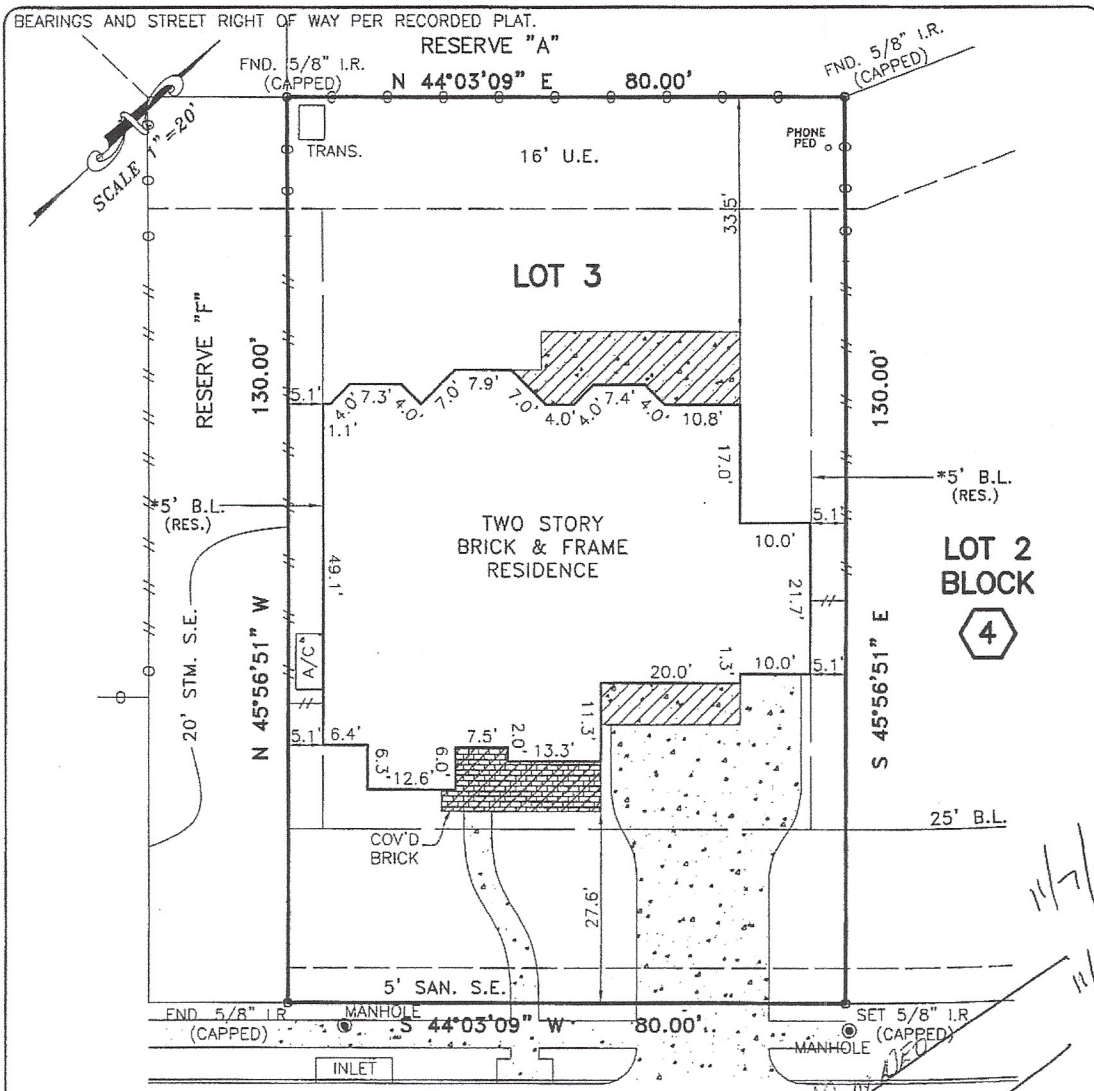 BEARINGS AND STREET RIGHT OF WAY PER RECORDED PLAT.
RESERVE "A"
FND. 5/8" I.R.
(CAPPED)
N 44°03'09" E 80.00'
FND. 5/8" I.R.
(CAPPED)
SCALE 1"=20'
TRANS.
16' U.E.
PHONE
PED
33.5'
LOT 3
RESERVE "F"
130.00'
130.00'
5.1'
1.1'
4.0'
7.3'
4.0'
7.0'
7.9'
7.0'
4.0'
4.0'
7.4'
4.0'
10.8'
17.0'
*5' B.L.
(RES.)
*5' B.L.
(RES.)
TWO STORY
BRICK & FRAME
RESIDENCE
10.0'
5.1'
LOT 2
BLOCK
4
49.1'
21.7'
20' STM. S.E.
N 45°56'51" W
A/C
S 45°56'51" E
20.0'
1.3'
10.0'
5.1'
5.1'
6.4'
6.3'
12.6'
6.0'
7.5'
2.0'
13.3'
11.3'
COV'D
BRICK
25' B.L.
27.6'
11/7/
11/
5' SAN. S.E.
FND. 5/8" I.R
(CAPPED)
MANHOLE
S 44°03'09" W 80.00'
SET 5/8" I.R
(CAPPED)
MANHOLE
INLET